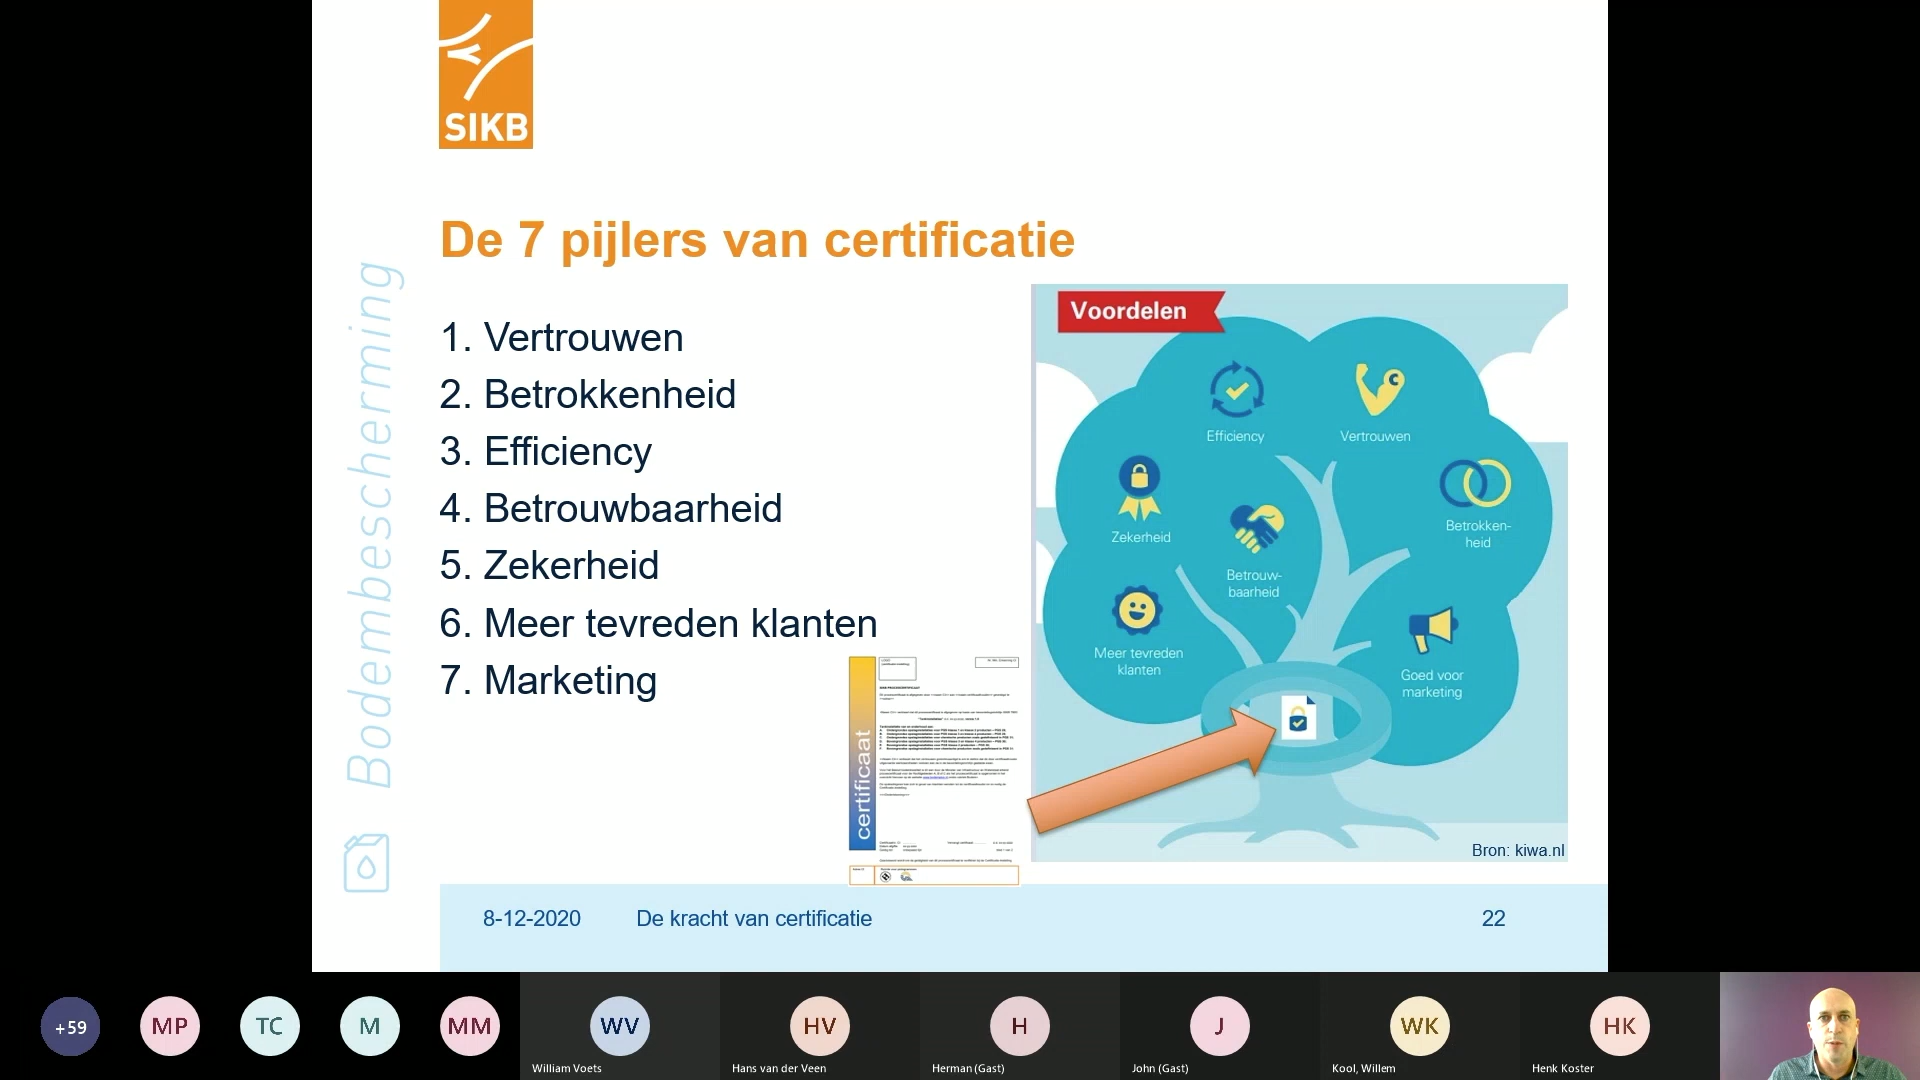 SIKB
De 7 pijlers van certificatie
Bodembescherming
1. Vertrouwen
2. Betrokkenheid
3. Efficiency
4. Betrouwbaarheid
5. Zekerheid
6. Meer tevreden klanten
7. Marketing
certificaat
Voordelen
Efficiency
Vertrouwen
Zekerheid
Betrokken-
heid
Betrouw-
baarheid
Meer tevreden
klanten
Goed voor
marketing
Bron: kiwa.nl
8-12-2020
De kracht van certificatie
22
+59
MP
TC
M
MM
WV
William Voets
HV
Hans van der Veen
H
Herman (Gast)
J
John (Gast)
WK
Kool, Willem
HK
Henk Koster